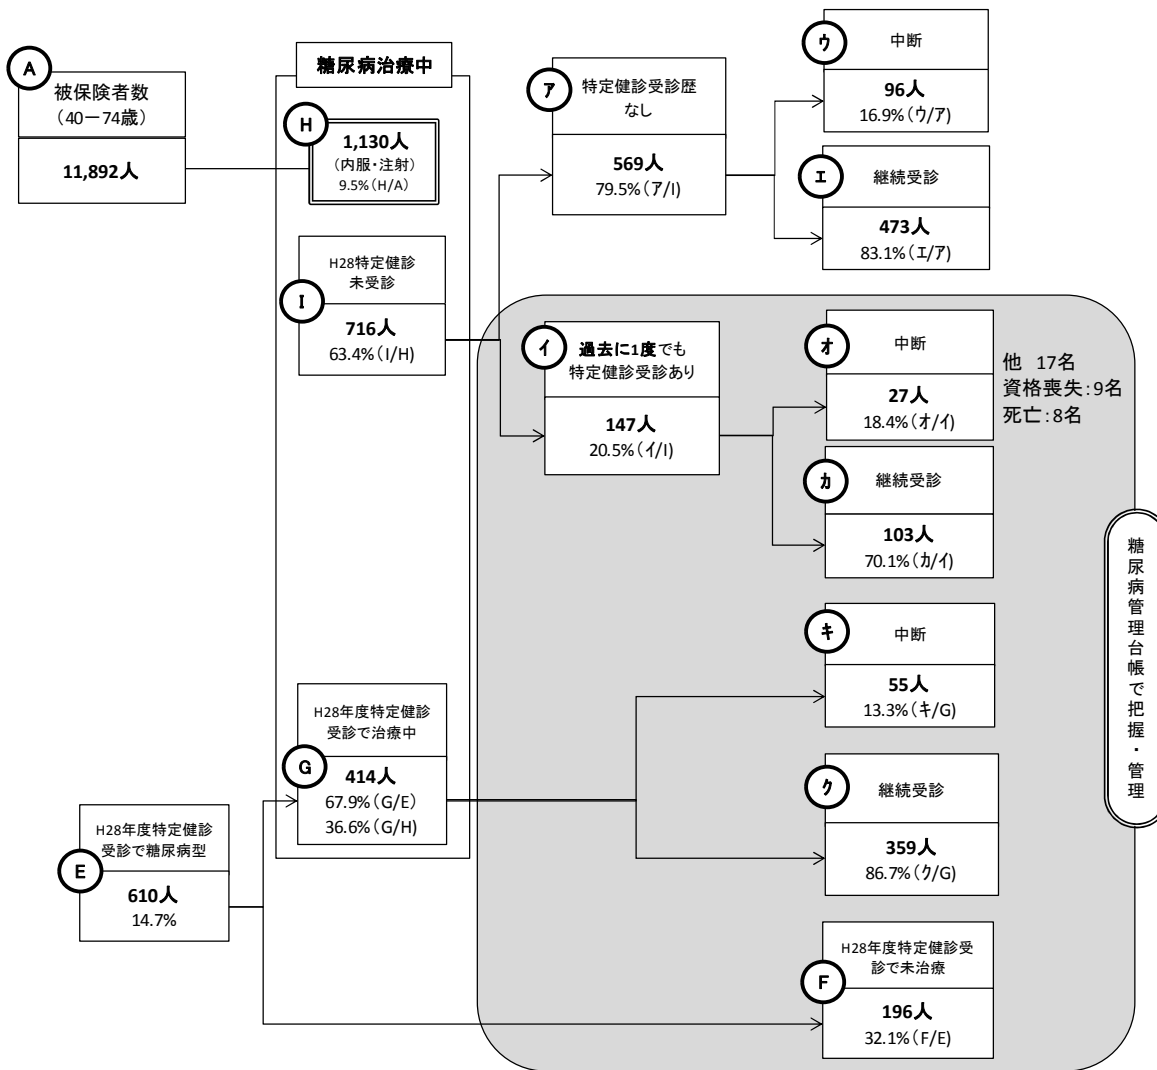 A
被保険者数
（40－74歳）
11,892人
糖尿病治療中
H
1,130人
（内服・注射）
9.5%（H/A）
I
H28特定健診
未受診
716人
63.4%（I/H）
ア
特定健診受診歴
なし
569人
79.5%（ア/I）
ウ
中断
96人
16.9%（ウ/ア）
エ
継続受診
473人
83.1%（エ/ア）
イ
過去に1度でも
特定健診受診あり
147人
20.5%（イ/I）
オ
中断
27人
18.4%（オ/イ）
他 17名
資格喪失：9名
死亡：8名
カ
継続受診
103人
70.1%（カ/イ）
キ
中断
55人
13.3%（キ/G）
G
H28年度特定健診
受診で治療中
414人
67.9%（G/E）
36.6%（G/H）
ク
継続受診
359人
86.7%（ク/G）
E
H28年度特定健診
受診で糖尿病型
610人
14.7%
F
H28年度特定健診受
診で未治療
196人
32.1%（F/E）
糖尿病管理台帳で把握・管理